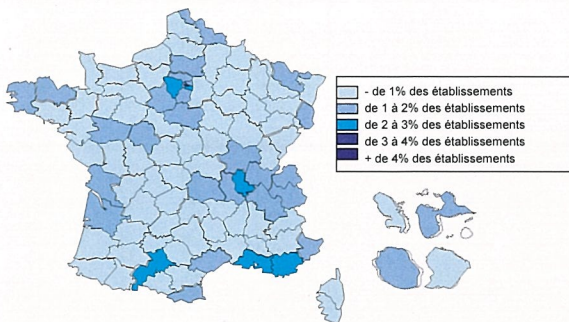 - de 1% des établissements
de 1 à 2% des établissements
de 2 à 3% des établissements
de 3 à 4% des établissements
+ de 4% des établissements